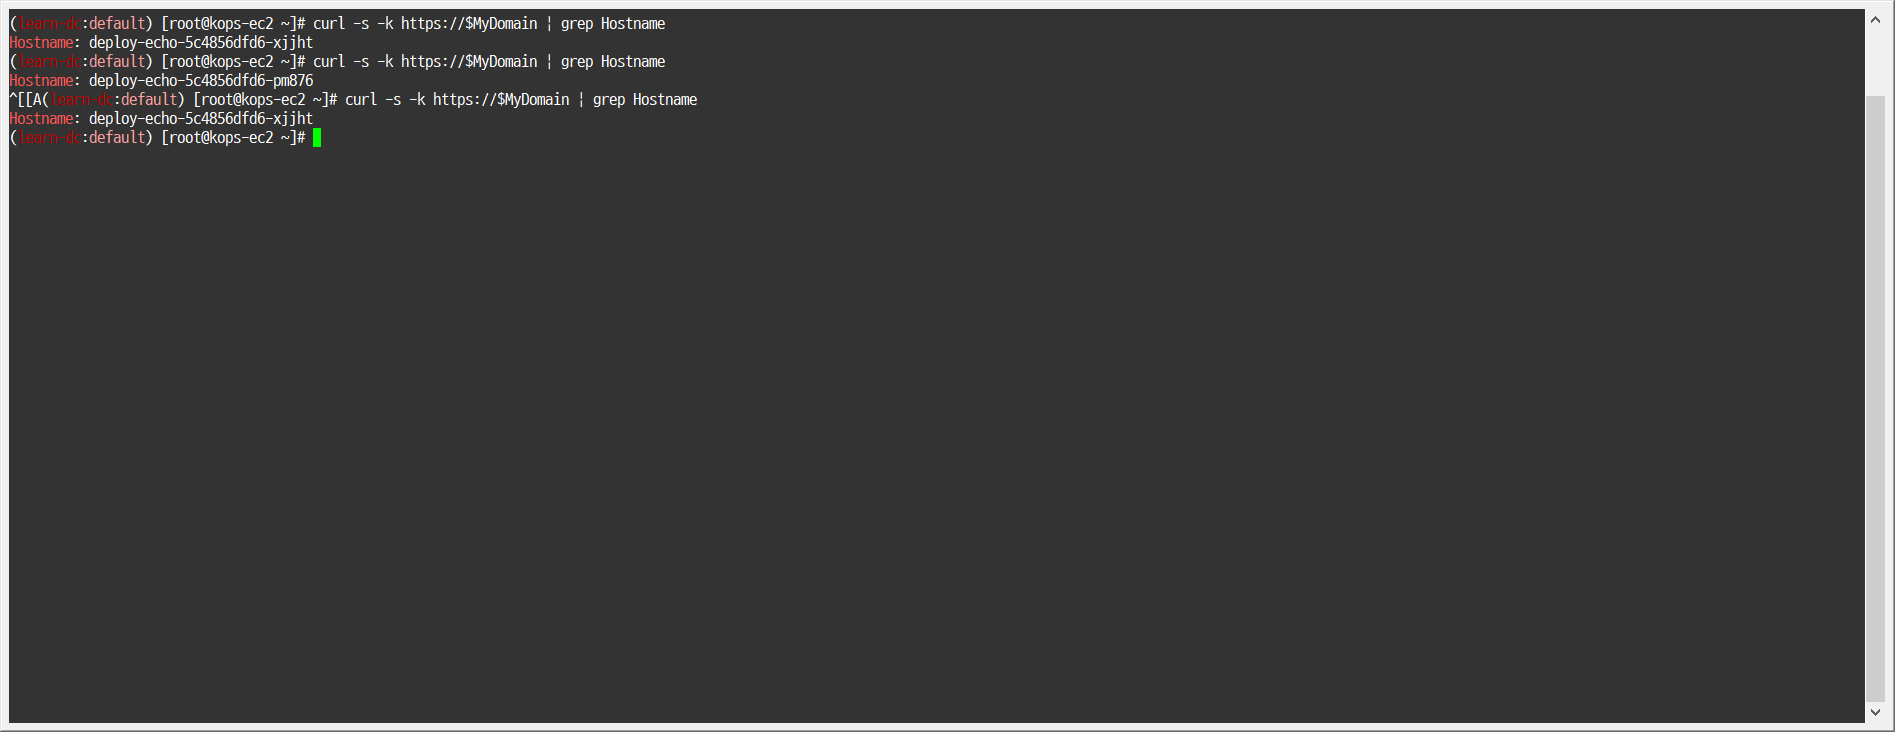 (learn-dc:default) [root@kops-ec2 ~]# curl -s -k https://$MyDomain | grep Hostname
Hostname: deploy-echo-5c4856dfd6-xjjht
(learn-dc:default) [root@kops-ec2 ~]# curl -s -k https://$MyDomain | grep Hostname
Hostname: deploy-echo-5c4856dfd6-pm876
^[[A(learn-dc:default) [root@kops-ec2 ~]# curl -s -k https://$MyDomain | grep Hostname
Hostname: deploy-echo-5c4856dfd6-xjjht
(learn-dc:default) [root@kops-ec2 ~]#